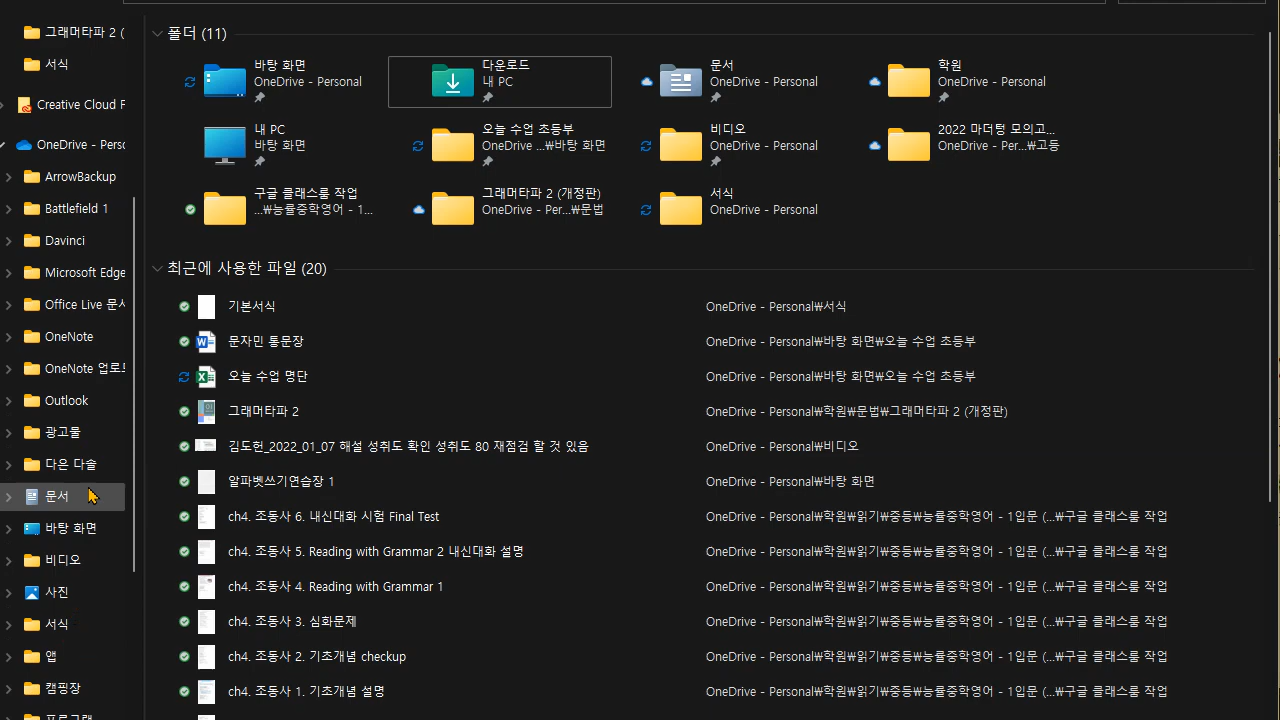 그래머타파 2 (
서식
Creative Cloud F
OneDrive - Perso
ArrowBackup
Battlefield 1
Davinci
Microsoft Edge
Office Live 문서
OneNote
OneNote 업로드
Outlook
광고물
다은 다솔
문서
바탕 화면
비디오
사진
서식
앱
캠핑장
프로그램
폴더 (11)
바탕 화면
OneDrive - Personal
다운로드
내 PC
문서
OneDrive - Personal
학원
OneDrive - Personal
내 PC
바탕 화면
오늘 수업 초등부
OneDrive ...₩바탕 화면
비디오
OneDrive - Personal
2022 마더텅 모의고...
OneDrive - Per...₩고등
구글 클래스룸 작업
...₩능률중학영어 - 1...
그래머타파 2 (개정판)
OneDrive - Per...₩문법
서식
OneDrive - Personal
최근에 사용한 파일 (20)
기본서식 OneDrive - Personal₩서식
문자민 통문장 OneDrive - Personal₩바탕 화면₩오늘 수업 초등부
오늘 수업 명단 OneDrive - Personal₩바탕 화면₩오늘 수업 초등부
그래머타파 2 OneDrive - Personal₩학원₩문법₩그래머타파 2 (개정판)
김도헌_2022_01_07 해설 성취도 확인 성취도 80 재점검 할 것 있음 OneDrive - Personal₩비디오
알파벳쓰기연습장 1 OneDrive - Personal₩바탕 화면
ch4. 조동사 6. 내신대화 시험 Final Test OneDrive - Personal₩학원₩읽기₩중등₩능률중학영어 - 1입문 (...₩구글 클래스룸 작업
ch4. 조동사 5. Reading with Grammar 2 내신대화 설명 OneDrive - Personal₩학원₩읽기₩중등₩능률중학영어 - 1입문 (...₩구글 클래스룸 작업
ch4. 조동사 4. Reading with Grammar 1 OneDrive - Personal₩학원₩읽기₩중등₩능률중학영어 - 1입문 (...₩구글 클래스룸 작업
ch4. 조동사 3. 심화문제 OneDrive - Personal₩학원₩읽기₩중등₩능률중학영어 - 1입문 (...₩구글 클래스룸 작업
ch4. 조동사 2. 기초개념 checkup OneDrive - Personal₩학원₩읽기₩중등₩능률중학영어 - 1입문 (...₩구글 클래스룸 작업
ch4. 조동사 1. 기초개념 설명 OneDrive - Personal₩학원₩읽기₩중등₩능률중학영어 - 1입문 (...₩구글 클래스룸 작업